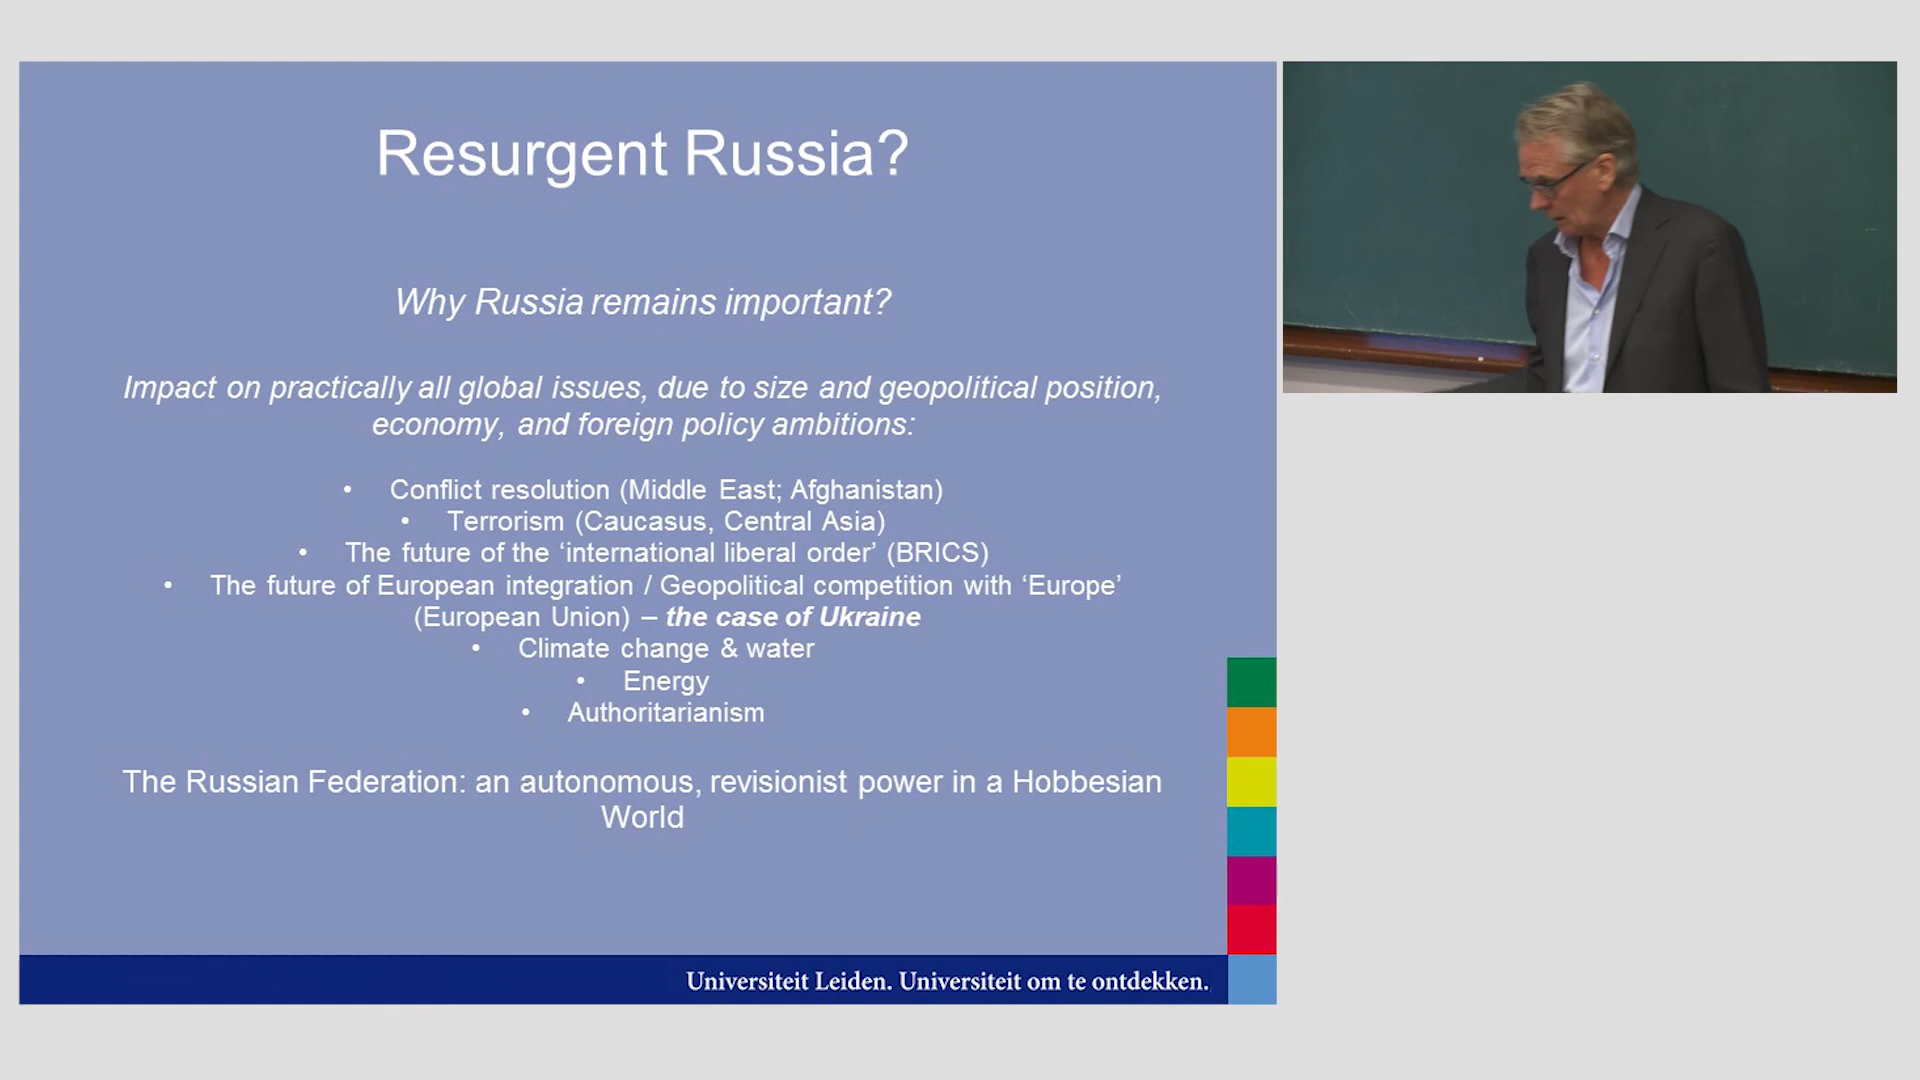 Resurgent Russia?
Why Russia remains important?
Impact on practically all global issues, due to size and geopolitical position,
economy, and foreign policy ambitions:
• Conflict resolution (Middle East; Afghanistan)
• Terrorism (Caucasus, Central Asia)
• The future of the ‘international liberal order’ (BRICS)
• The future of European integration / Geopolitical competition with ‘Europe’
(European Union) – the case of Ukraine
• Climate change & water
• Energy
• Authoritarianism
The Russian Federation: an autonomous, revisionist power in a Hobbesian
World
Universiteit Leiden. Universiteit om te ontdekken.